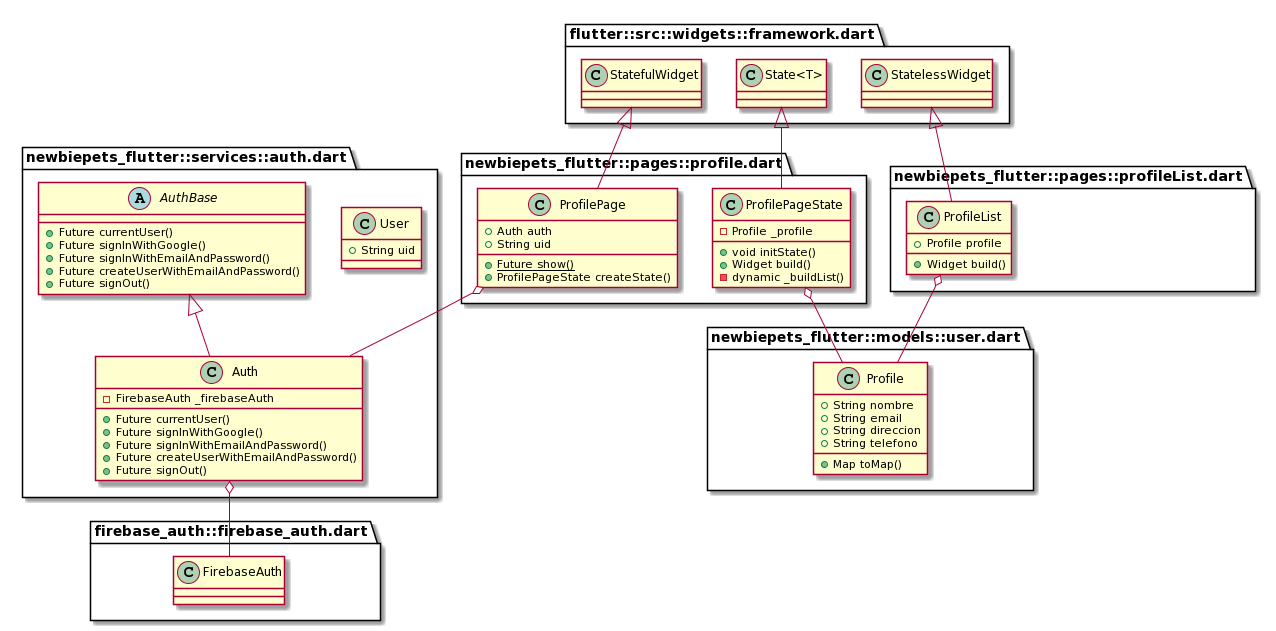 flutter::src::widgets::framework.dart
C StatefulWidget
C State<T>
C StatelessWidget
newbiepets_flutter::services::auth.dart
A AuthBase
Future currentUser()
Future signInWithGoogle()
Future signInWithEmailAndPassword()
Future createUserWithEmailAndPassword()
Future signOut()
C User
String uid
C Auth
FirebaseAuth _firebaseAuth
Future currentUser()
Future signInWithGoogle()
Future signInWithEmailAndPassword()
Future createUserWithEmailAndPassword()
Future signOut()
newbiepets_flutter::pages::profile.dart
C ProfilePage
Auth auth
String uid
Future show()
ProfilePageState createState()
C ProfilePageState
Profile _profile
void initState()
Widget build()
dynamic _buildList()
newbiepets_flutter::pages::profileList.dart
C ProfileList
Profile profile
Widget build()
newbiepets_flutter::models::user.dart
C Profile
String nombre
String email
String direccion
String telefono
Map toMap()
firebase_auth::firebase_auth.dart
C FirebaseAuth